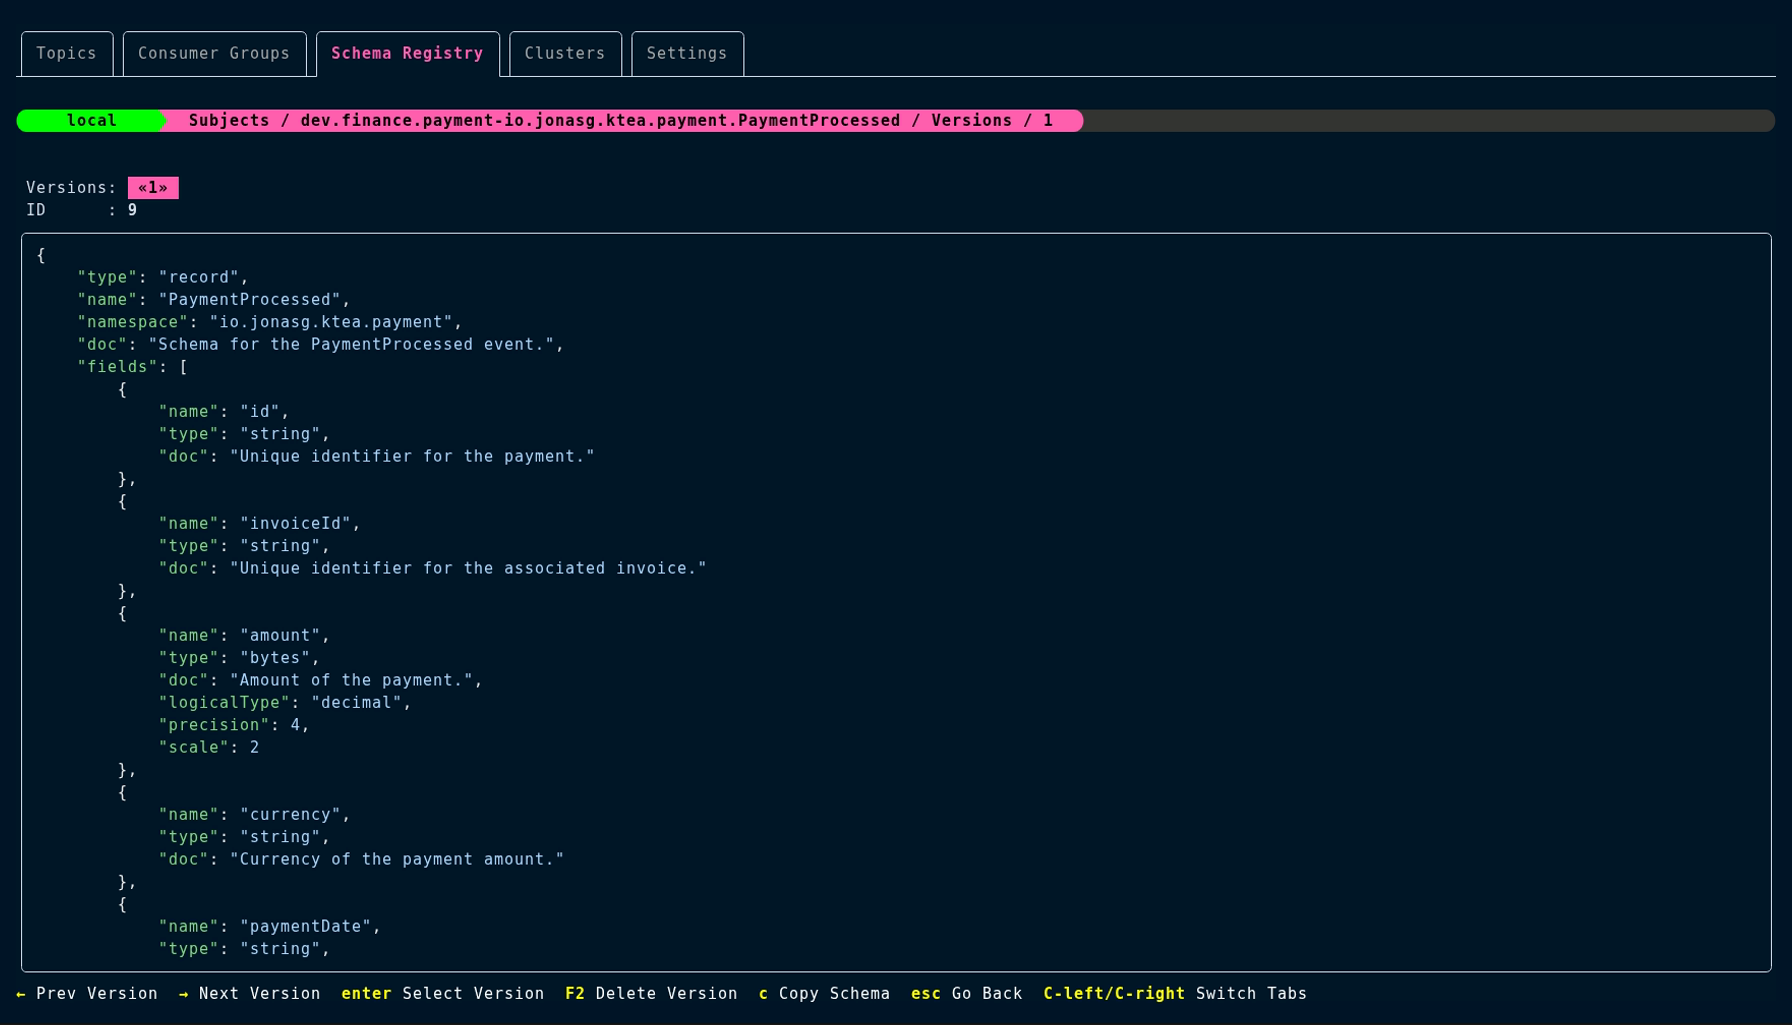 Topics Consumer Groups Schema Registry Clusters Settings
local Subjects / dev.finance.payment-io.jonasg.ktea.payment.PaymentProcessed / Versions / 1
Versions: «1»
ID      : 9
{
    "type": "record",
    "name": "PaymentProcessed",
    "namespace": "io.jonasg.ktea.payment",
    "doc": "Schema for the PaymentProcessed event.",
    "fields": [
        {
            "name": "id",
            "type": "string",
            "doc": "Unique identifier for the payment."
        },
        {
            "name": "invoiceId",
            "type": "string",
            "doc": "Unique identifier for the associated invoice."
        },
        {
            "name": "amount",
            "type": "bytes",
            "doc": "Amount of the payment.",
            "logicalType": "decimal",
            "precision": 4,
            "scale": 2
        },
        {
            "name": "currency",
            "type": "string",
            "doc": "Currency of the payment amount."
        },
        {
            "name": "paymentDate",
            "type": "string",
← Prev Version → Next Version enter Select Version F2 Delete Version c Copy Schema esc Go Back C-left/C-right Switch Tabs